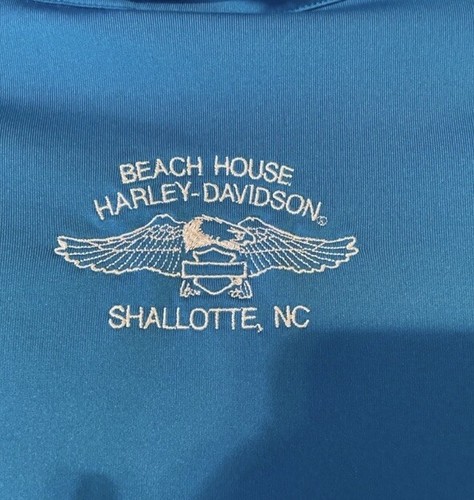 BEACH HOUSE
HARLEY-DAVIDSON®
SHALLOTTE, NC